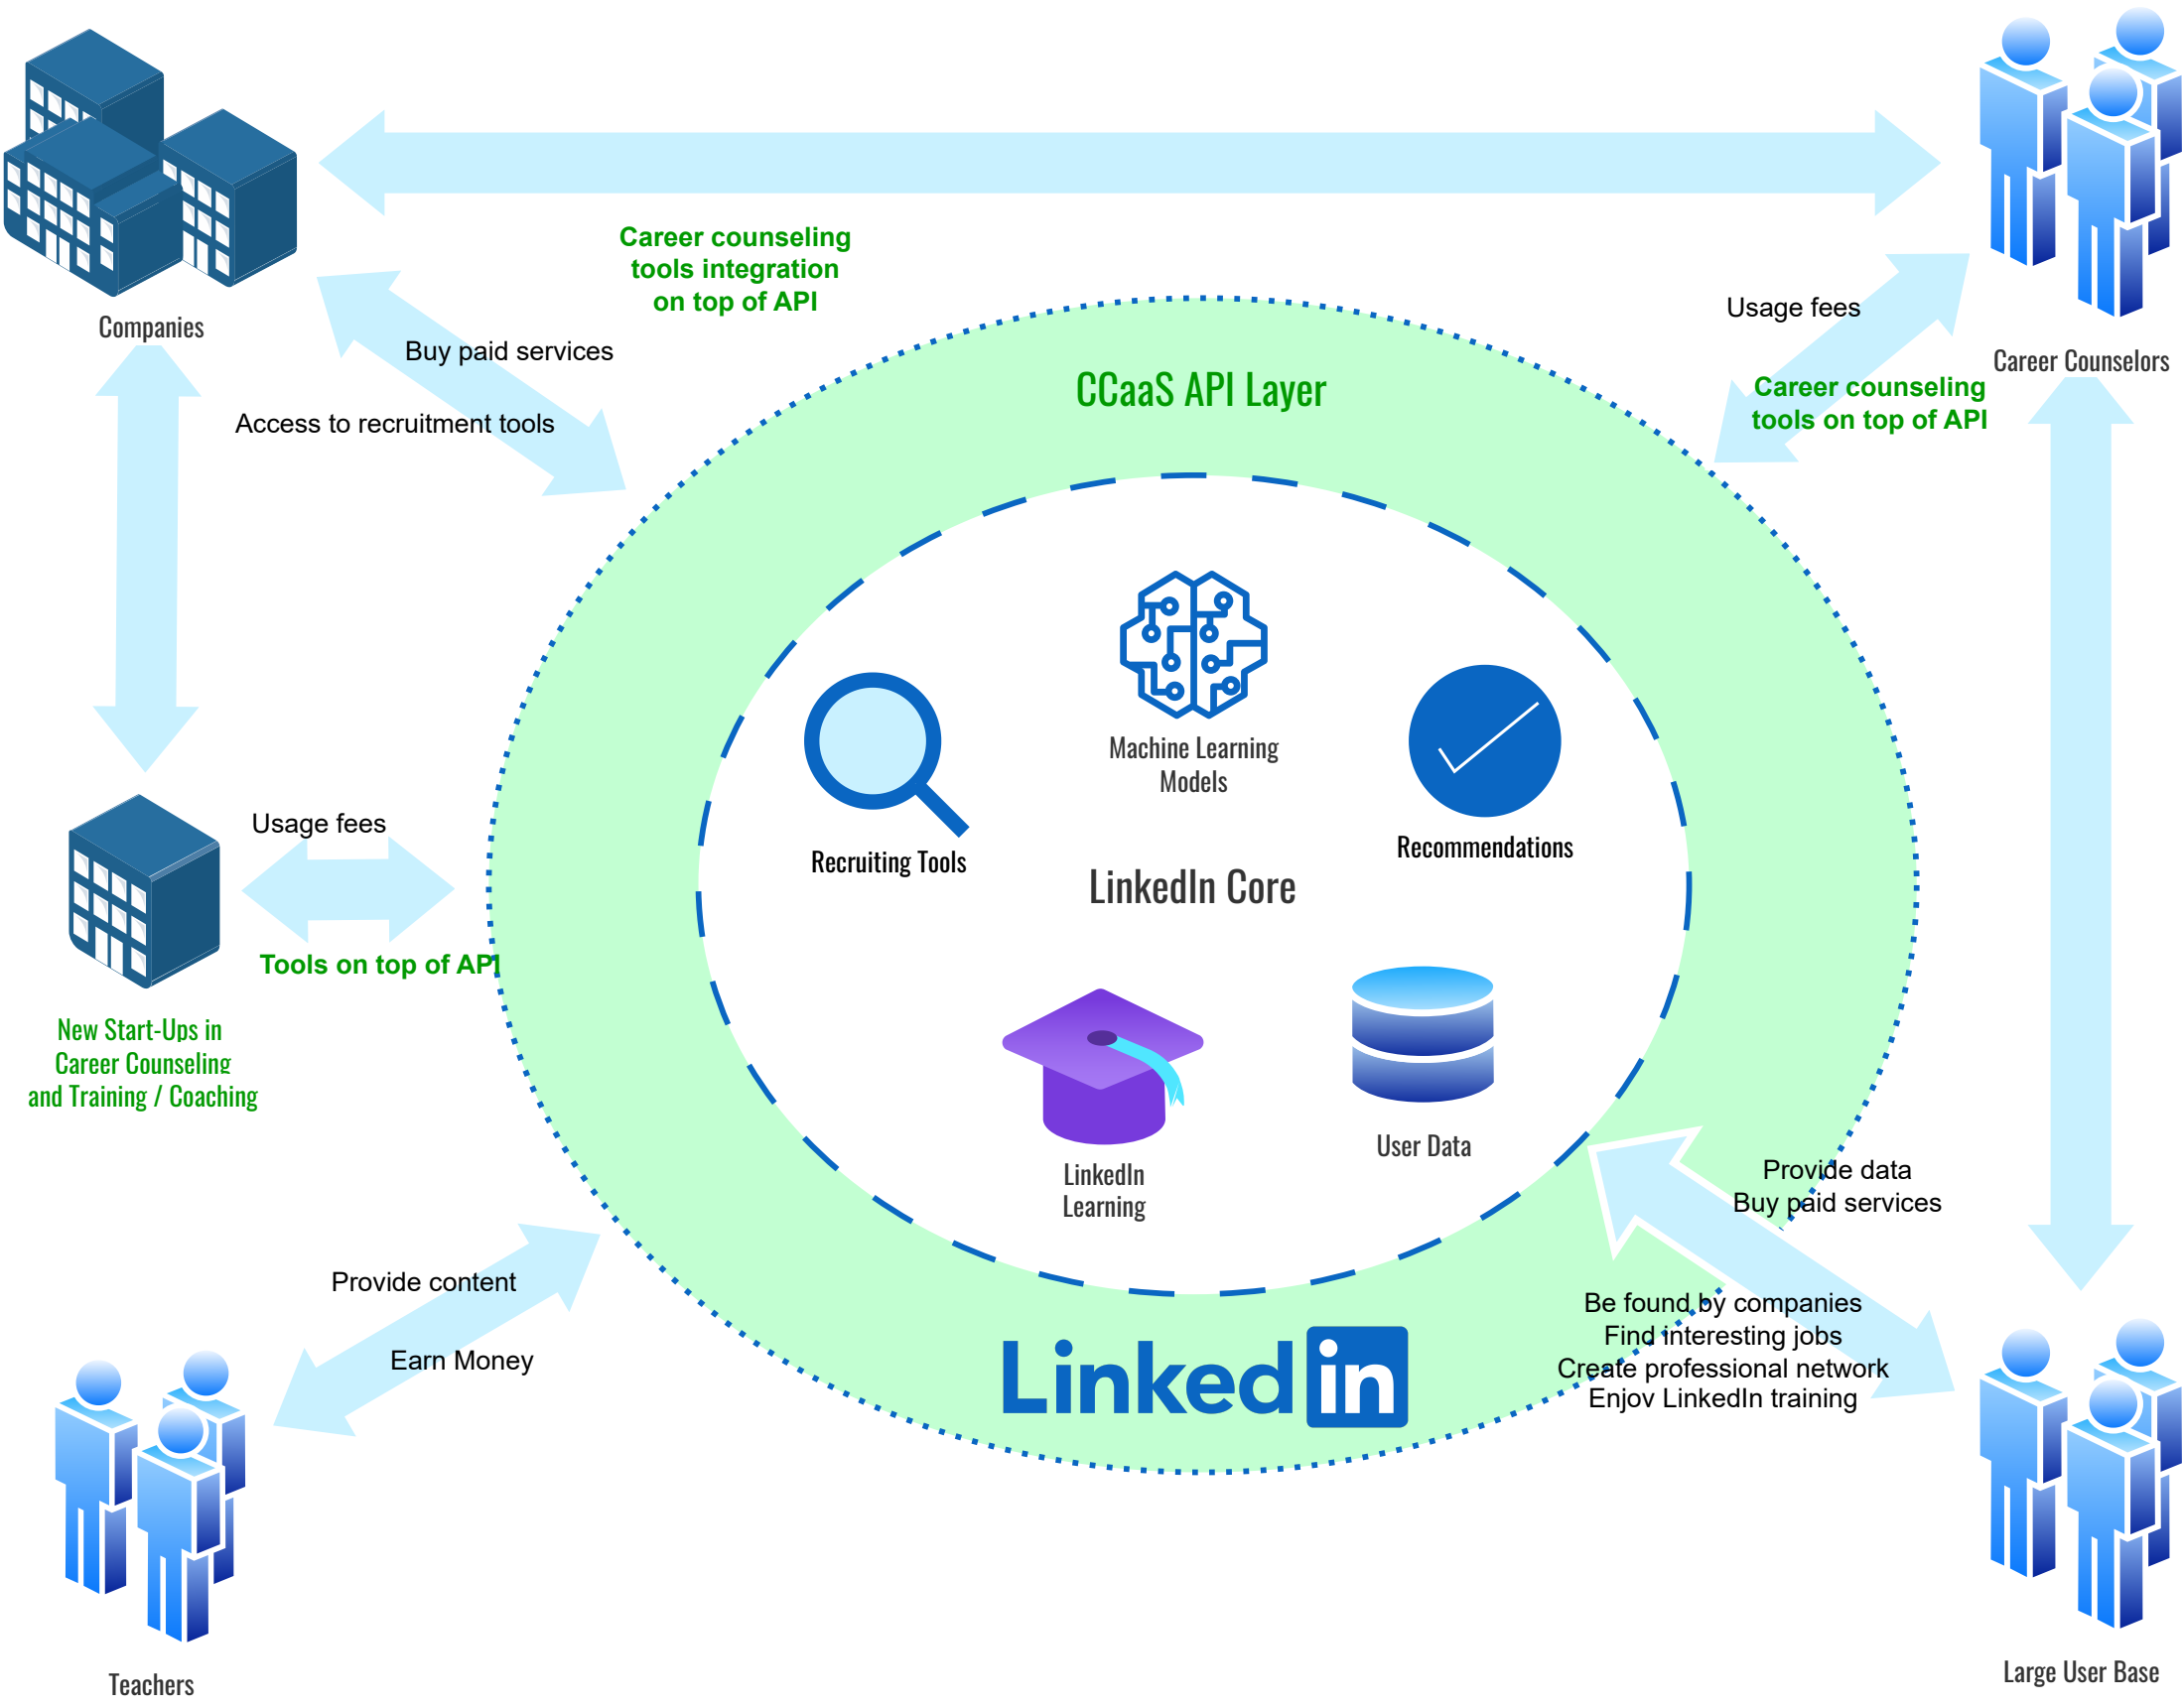 Companies
Career counseling
tools integration
on top of API
Buy paid services
Access to recruitment tools
Usage fees
Career Counselors
Career counseling
tools on top of API
CCaaS API Layer
Machine Learning
Models
Recruiting Tools
Recommendations
LinkedIn Core
Usage fees
Tools on top of API
New Start-Ups in
Career Counseling
and Training / Coaching
LinkedIn
Learning
User Data
Provide data
Buy paid services
Provide content
Earn Money
Be found by companies
Find interesting jobs
Create professional network
Enjoy LinkedIn training
Linkedin
Teachers
Large User Base